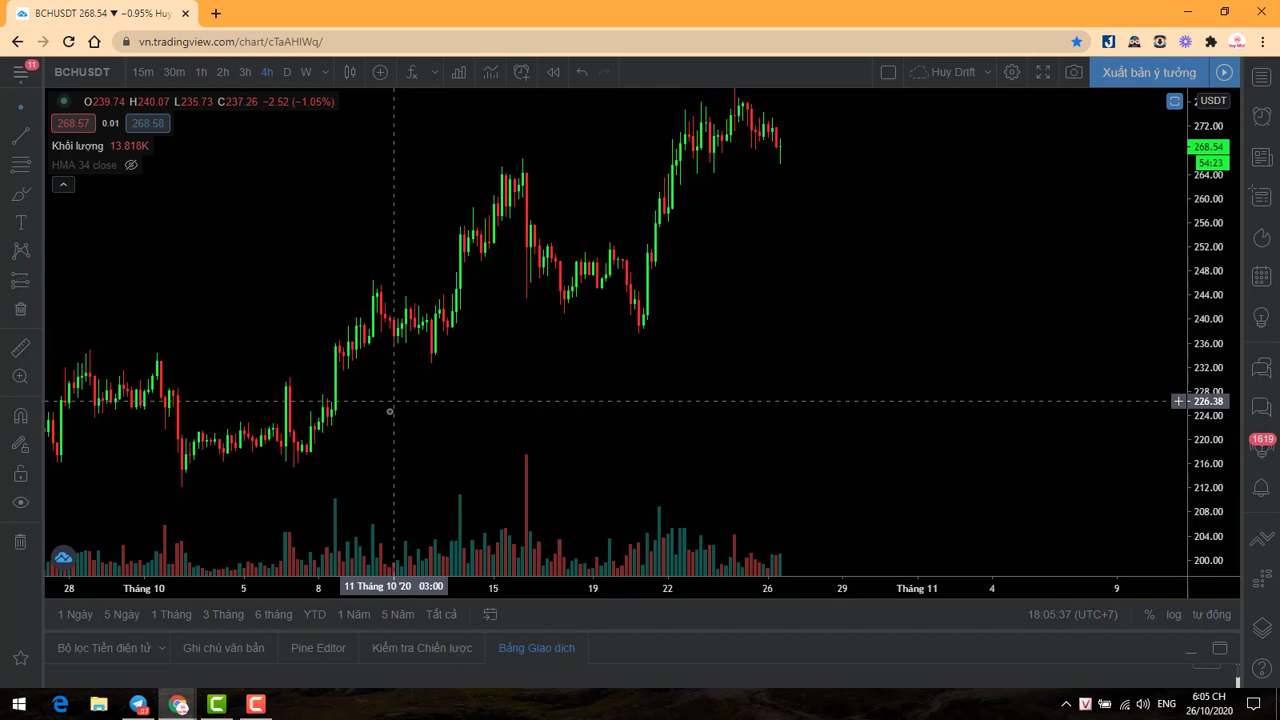 BCHUSDT 268.54 ▼ −0.95% Huy
vn.tradingview.com/chart/cTaAHIWq/
11
BCHUSDT 15m 30m 1h 2h 3h 4h D W Huy Drift Xuất bản ý tưởng
O239.74 H240.07 L235.73 C237.26 −2.52 (−1.05%)
USDT
268.57 0.01 268.58
Khối lượng 13.818K
HMA 34 close
272.00
268.54
54:23
264.00
260.00
256.00
252.00
248.00
244.00
240.00
236.00
232.00
228.00
226.38
224.00
220.00
216.00
212.00
208.00
204.00
200.00
1619
28 Tháng 10 5 8 11 Tháng 10 '20 03:00 15 19 22 26 29 Tháng 11 4 9
1 Ngày 5 Ngày 1 Tháng 3 Tháng 6 tháng YTD 1 Năm 5 Năm Tất cả 18:05:37 (UTC+7) % log tự động
Bộ lọc Tiền điện tử Ghi chú văn bản Pine Editor Kiểm tra Chiến lược Bảng Giao dịch
ENG
6:05 CH
26/10/2020